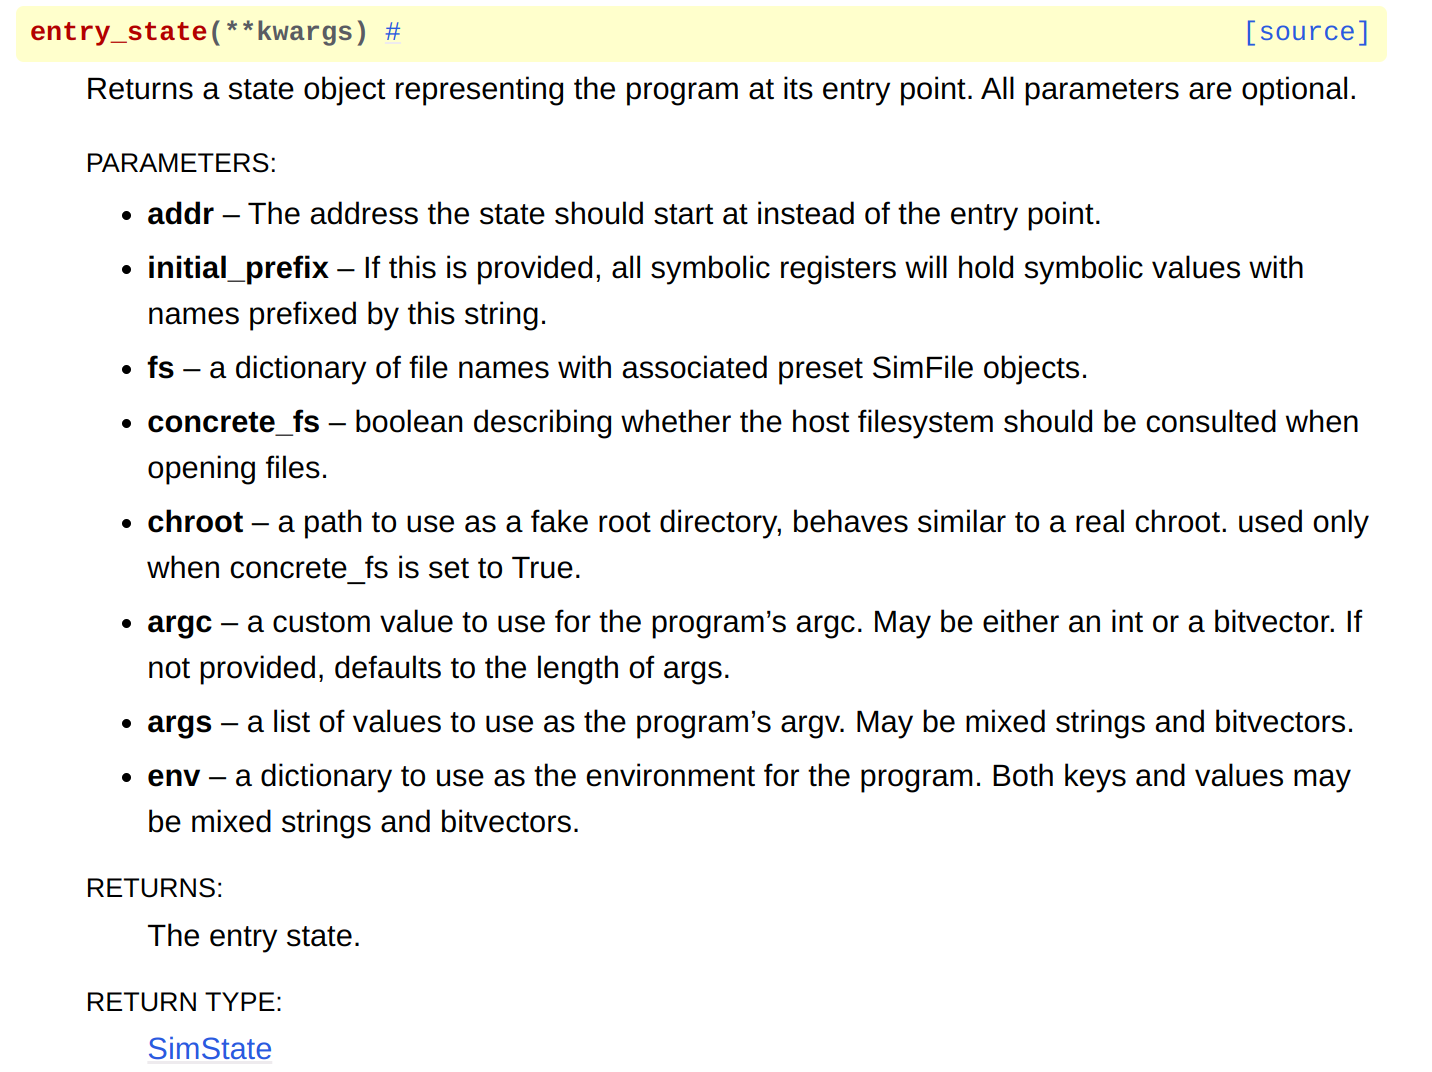 entry_state(**kwargs) # [source]
Returns a state object representing the program at its entry point. All parameters are optional.
PARAMETERS:
• addr – The address the state should start at instead of the entry point.
• initial_prefix – If this is provided, all symbolic registers will hold symbolic values with
names prefixed by this string.
• fs – a dictionary of file names with associated preset SimFile objects.
• concrete_fs – boolean describing whether the host filesystem should be consulted when
opening files.
• chroot – a path to use as a fake root directory, behaves similar to a real chroot. used only
when concrete_fs is set to True.
• argc – a custom value to use for the program’s argc. May be either an int or a bitvector. If
not provided, defaults to the length of args.
• args – a list of values to use as the program’s argv. May be mixed strings and bitvectors.
• env – a dictionary to use as the environment for the program. Both keys and values may
be mixed strings and bitvectors.
RETURNS:
The entry state.
RETURN TYPE:
SimState